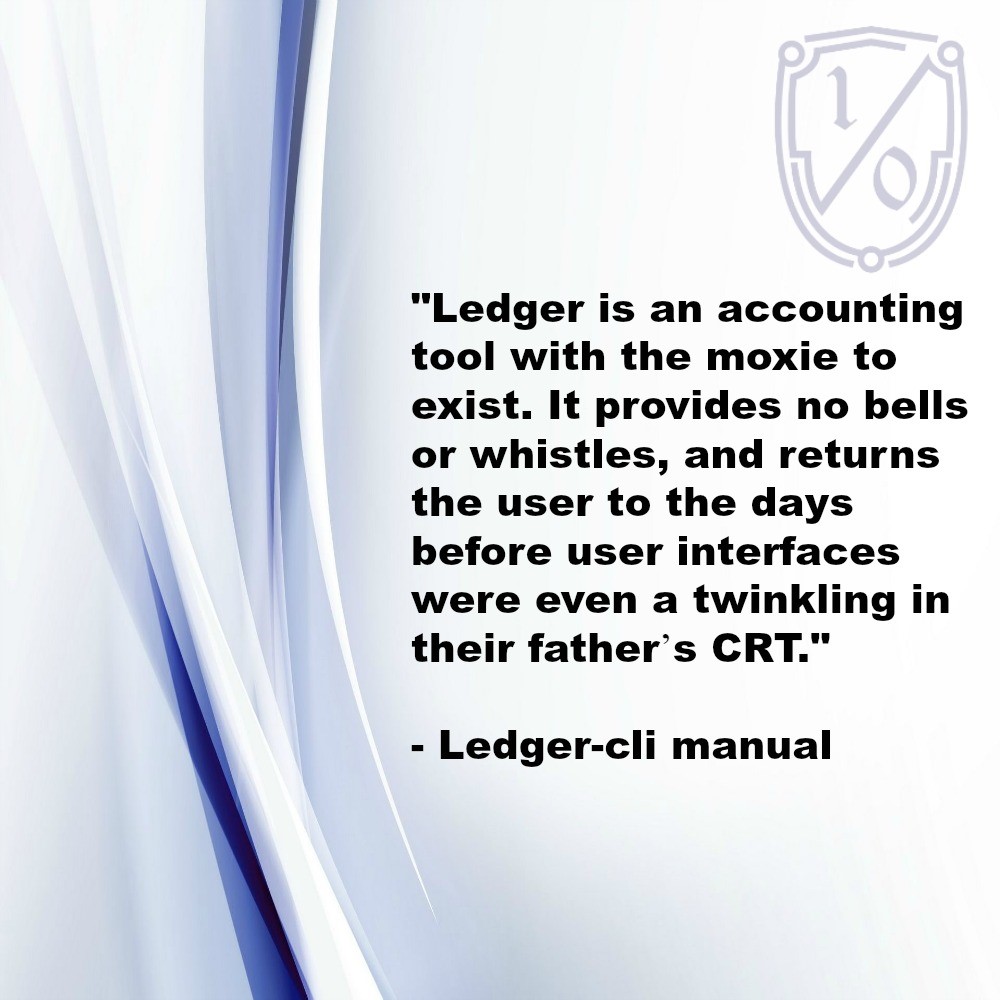 1
0
"Ledger is an accounting
tool with the moxie to
exist. It provides no bells
or whistles, and returns
the user to the days
before user interfaces
were even a twinkling in
their father’s CRT."
- Ledger-cli manual